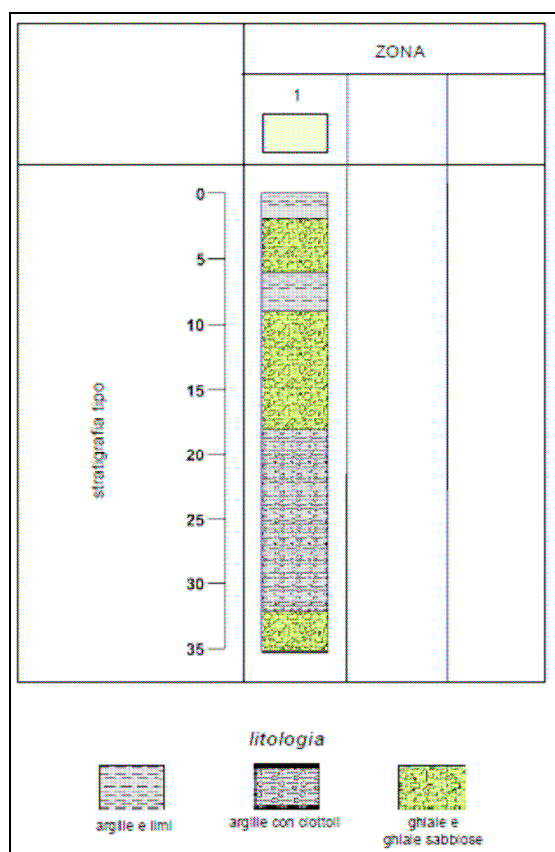 ZONA
1
0
5
10
15
20
25
30
35
stratigrafia tipo
litologia
argille e limi
argille con ciottoli
ghiaie e
ghiaie sabbiose